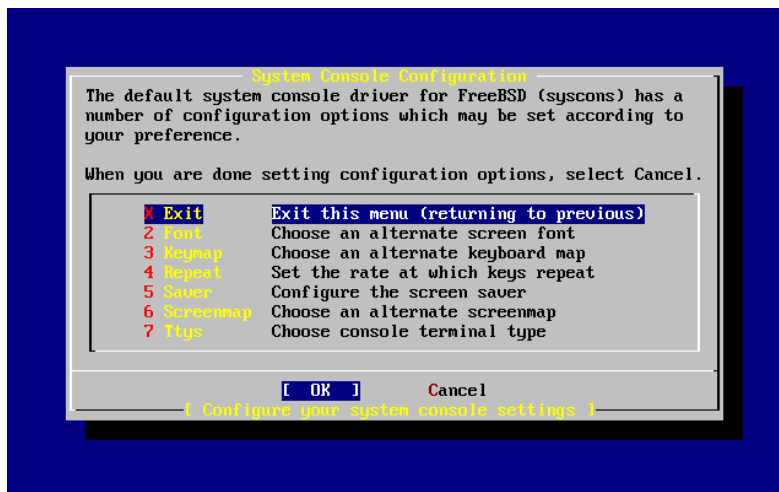 System Console Configuration
The default system console driver for FreeBSD (syscons) has a
number of configuration options which may be set according to
your preference.
When you are done setting configuration options, select Cancel.
X Exit Exit this menu (returning to previous)
2 Font Choose an alternate screen font
3 Keymap Choose an alternate keyboard map
4 Repeat Set the rate at which keys repeat
5 Saver Configure the screen saver
6 Screenmap Choose an alternate screenmap
7 Ttys Choose console terminal type
[ OK ] Cancel
[ Configure your system console settings ]